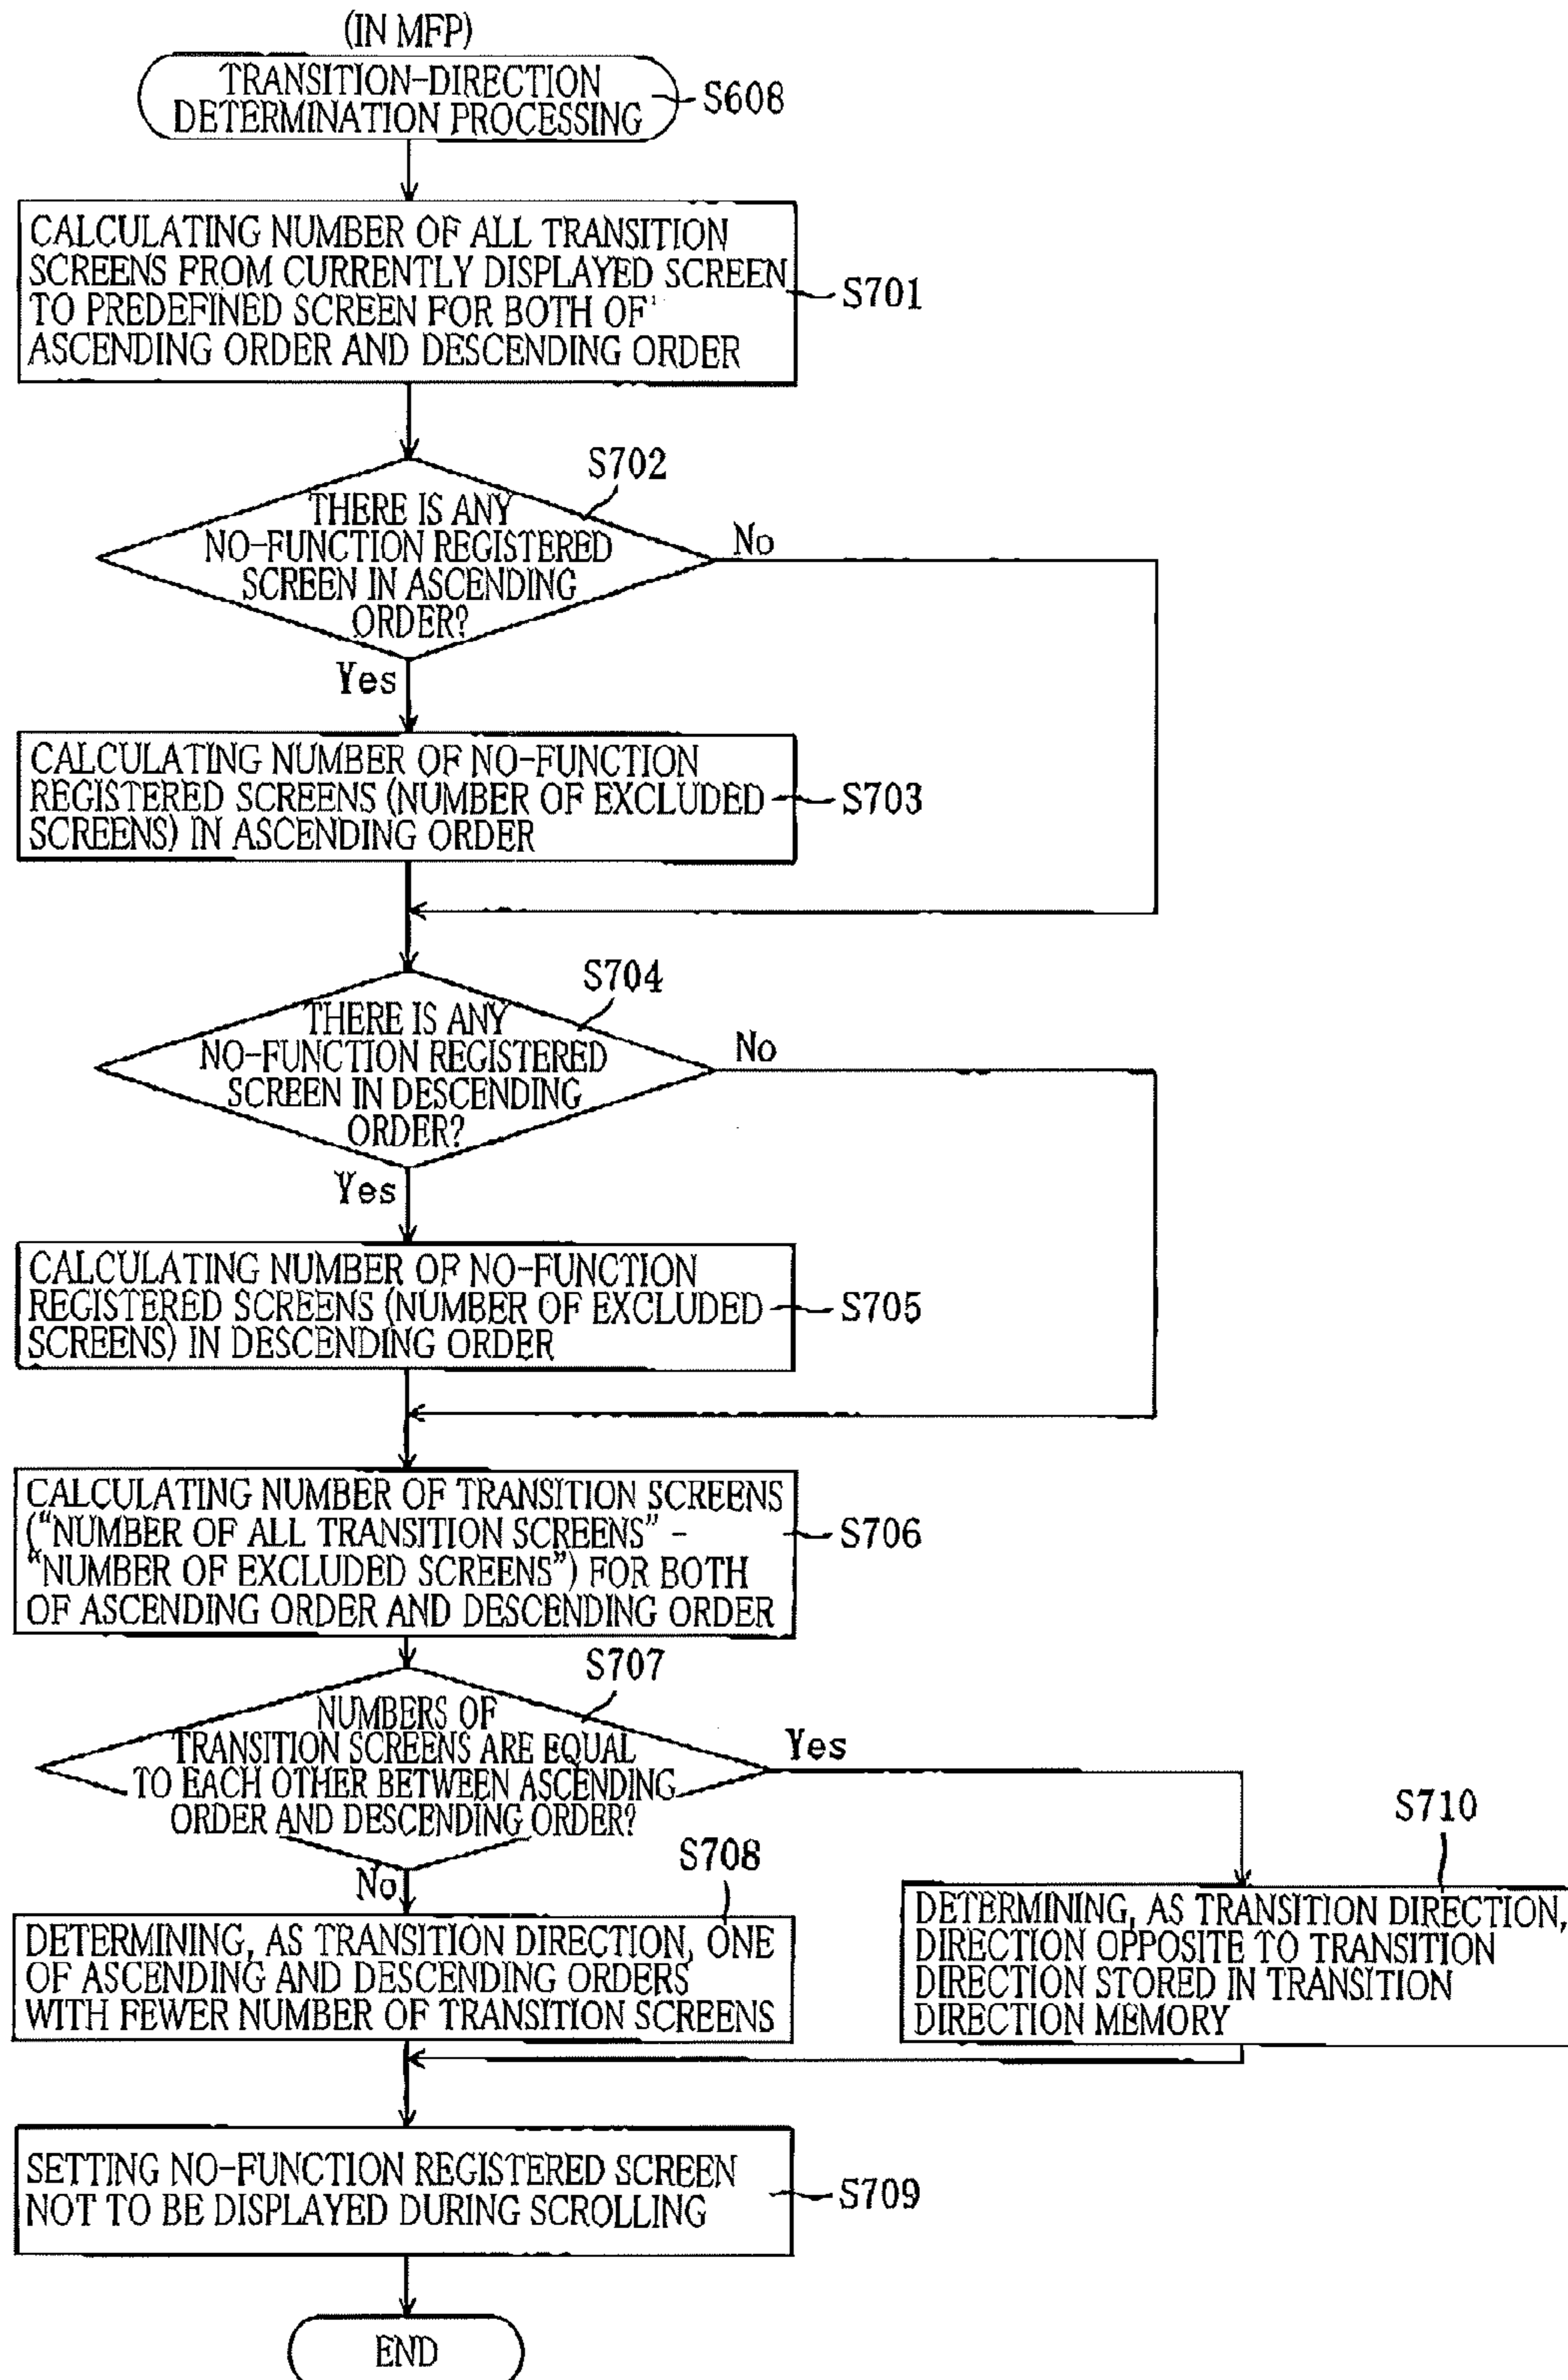 (IN MFP)
TRANSITION-DIRECTION
DETERMINATION PROCESSING
S608
CALCULATING NUMBER OF ALL TRANSITION
SCREENS FROM CURRENTLY DISPLAYED SCREEN
TO PREDEFINED SCREEN FOR BOTH OF
ASCENDING ORDER AND DESCENDING ORDER
S701
S702
THERE IS ANY
NO-FUNCTION REGISTERED
SCREEN IN ASCENDING
ORDER?
No
Yes
CALCULATING NUMBER OF NO-FUNCTION
REGISTERED SCREENS (NUMBER OF EXCLUDED
SCREENS) IN ASCENDING ORDER
S703
S704
THERE IS ANY
NO-FUNCTION REGISTERED
SCREEN IN DESCENDING
ORDER?
No
Yes
CALCULATING NUMBER OF NO-FUNCTION
REGISTERED SCREENS (NUMBER OF EXCLUDED
SCREENS) IN DESCENDING ORDER
S705
CALCULATING NUMBER OF TRANSITION SCREENS
("NUMBER OF ALL TRANSITION SCREENS" -
"NUMBER OF EXCLUDED SCREENS") FOR BOTH
OF ASCENDING ORDER AND DESCENDING ORDER
S706
S707
NUMBERS OF
TRANSITION SCREENS ARE EQUAL
TO EACH OTHER BETWEEN ASCENDING
ORDER AND DESCENDING ORDER?
Yes
No
S708
DETERMINING, AS TRANSITION DIRECTION, ONE
OF ASCENDING AND DESCENDING ORDERS
WITH FEWER NUMBER OF TRANSITION SCREENS
S710
DETERMINING, AS TRANSITION DIRECTION,
DIRECTION OPPOSITE TO TRANSITION
DIRECTION STORED IN TRANSITION
DIRECTION MEMORY
SETTING NO-FUNCTION REGISTERED SCREEN
NOT TO BE DISPLAYED DURING SCROLLING
S709
END